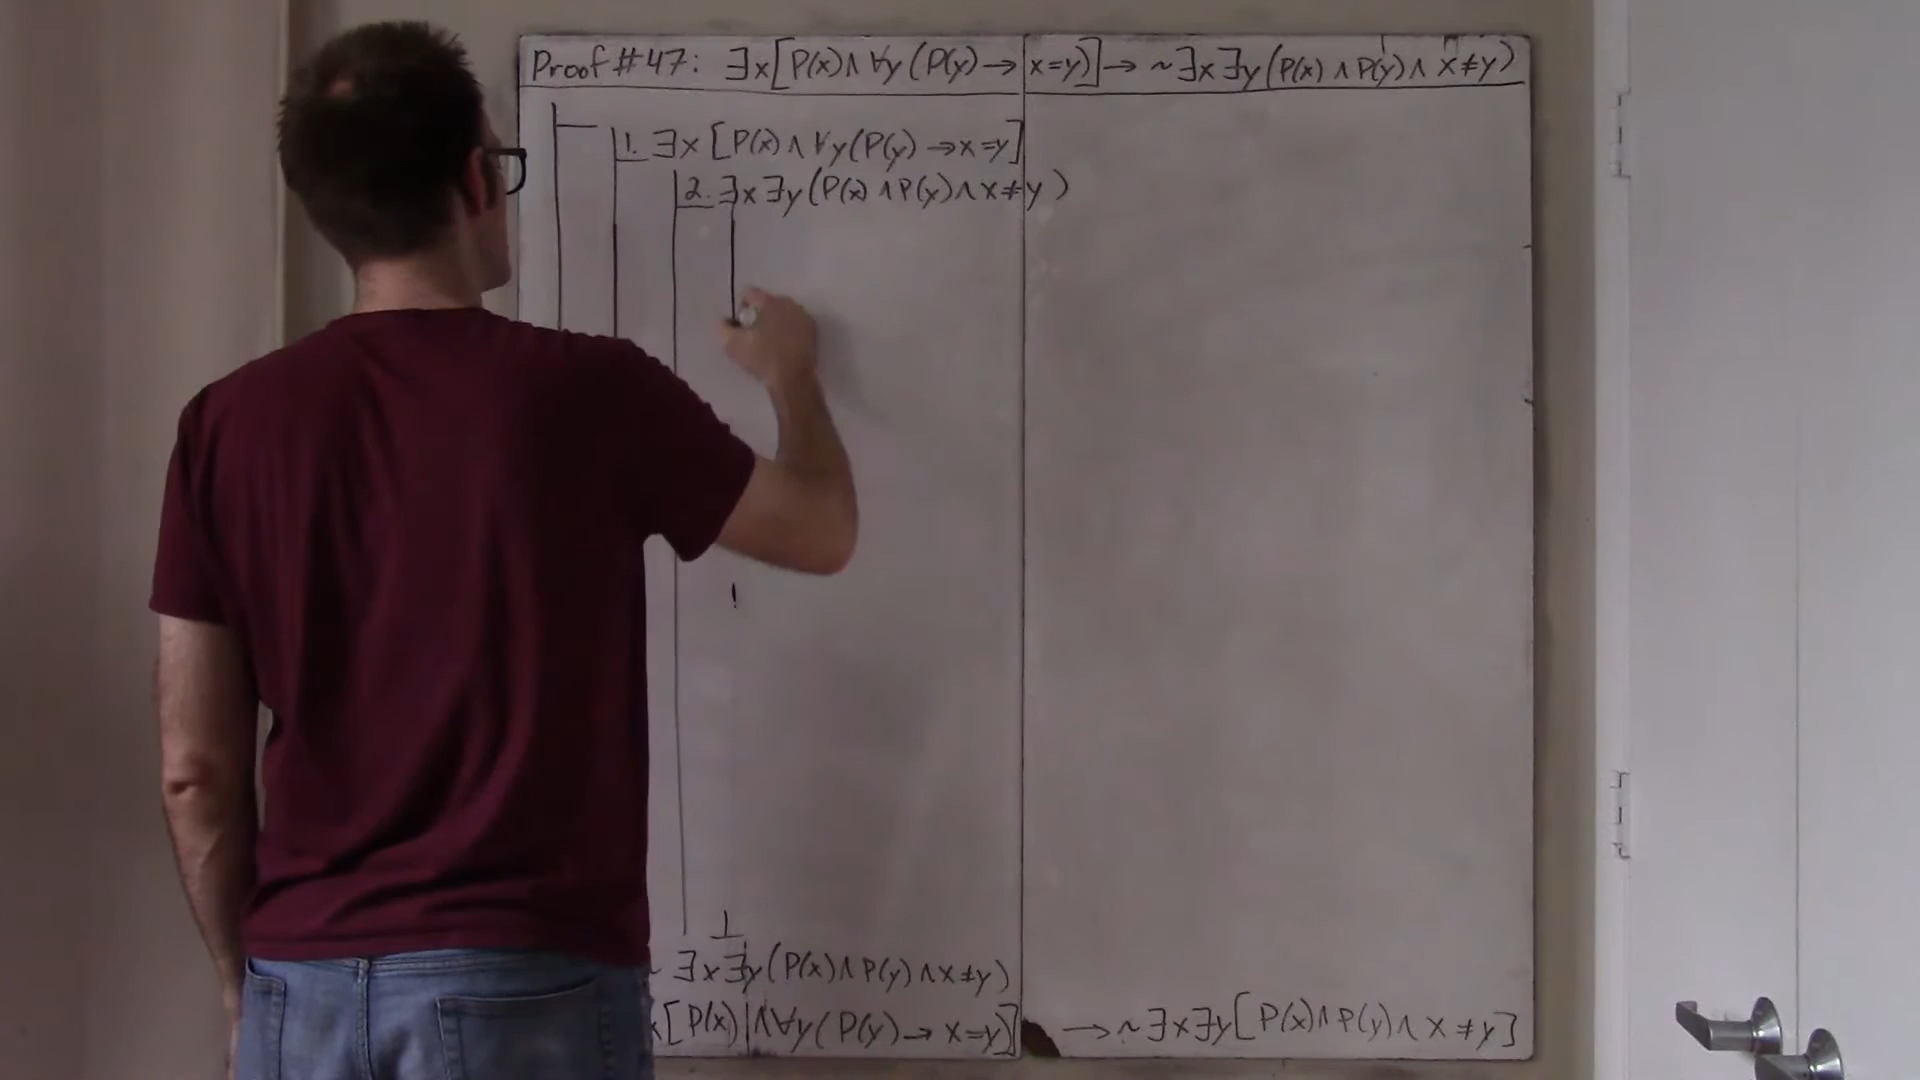 Proof #47: ∃x[P(x)∧∀y(P(y)→x=y)]→~∃x∃y(P(x)∧P(y)∧x≠y)
1. ∃x[P(x)∧∀y(P(y)→x=y]
2. ∃x∃y(P(x)∧P(y)∧x≠y)
⊥
~∃x∃y(P(x)∧P(y)∧x≠y)
x[P(x)∧∀y(P(y)→x=y)]→~∃x∃y[P(x)∧P(y)∧x≠y]